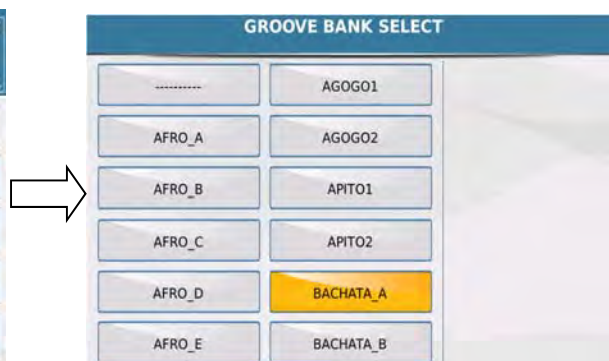 GROOVE BANK SELECT
---------- AGOGO1
AFRO_A AGOGO2
AFRO_B APITO1
AFRO_C APITO2
AFRO_D BACHATA_A
AFRO_E BACHATA_B